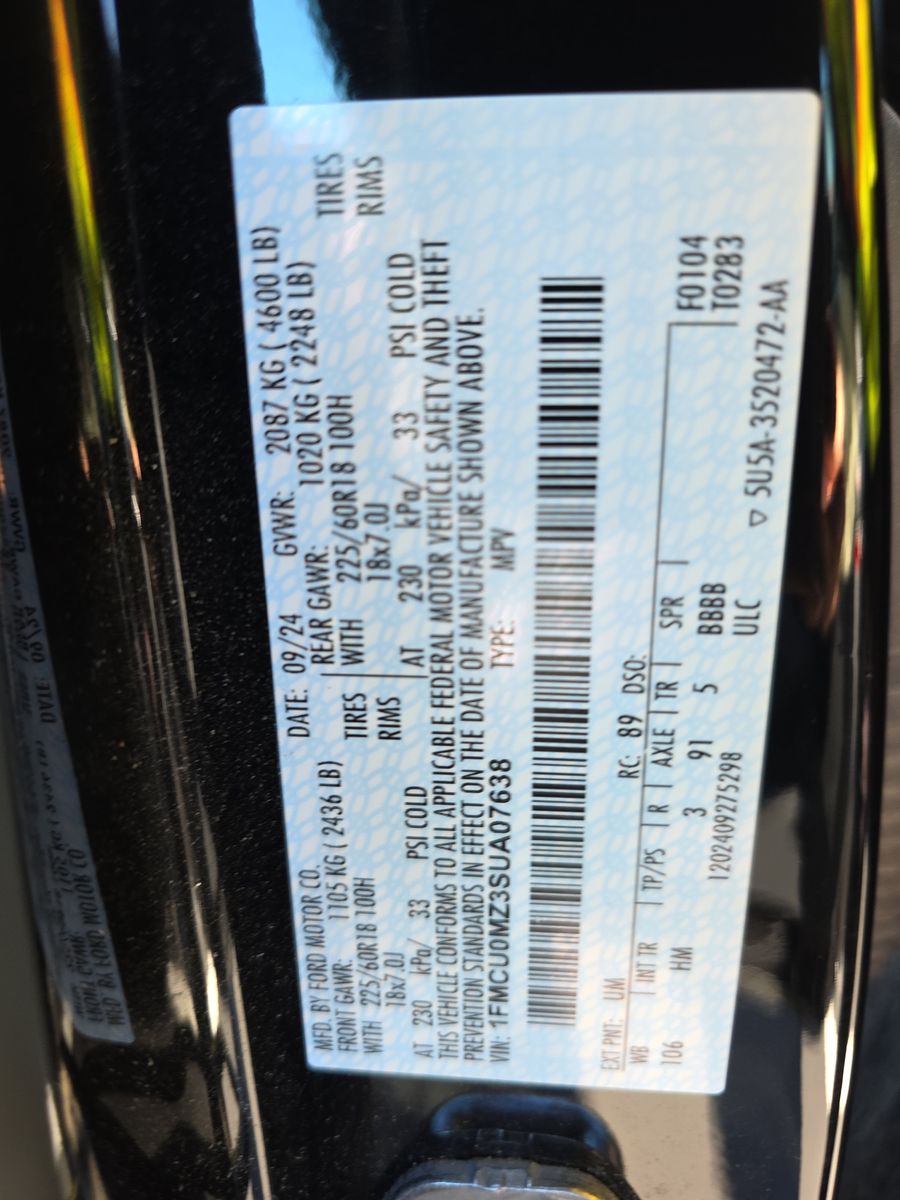 MFD. BY FORD MOTOR CO.
DATE: 09/24 GVWR: 2087 KG ( 4600 LB)
FRONT GAWR: 1105 KG ( 2436 LB)
REAR GAWR: 1020 KG ( 2248 LB)
WITH 225/60R18 100H TIRES
WITH 225/60R18 100H TIRES
18x7.0J RIMS
18x7.0J RIMS
AT 230 kPa/ 33 PSI COLD
AT 230 kPa/ 33 PSI COLD
THIS VEHICLE CONFORMS TO ALL APPLICABLE FEDERAL MOTOR VEHICLE SAFETY AND THEFT
PREVENTION STANDARDS IN EFFECT ON THE DATE OF MANUFACTURE SHOWN ABOVE.
VIN: 1FMCU0MZ3SUA07638 TYPE: MPV
EXT PNT: UM RC: 89 DSO:
WB INT TR TP/PS R AXLE TR SPR F0104
106 HM 3 91 5 BBBB T0283
ULC
1202409275298
▽ 5U5A-3520472-AA